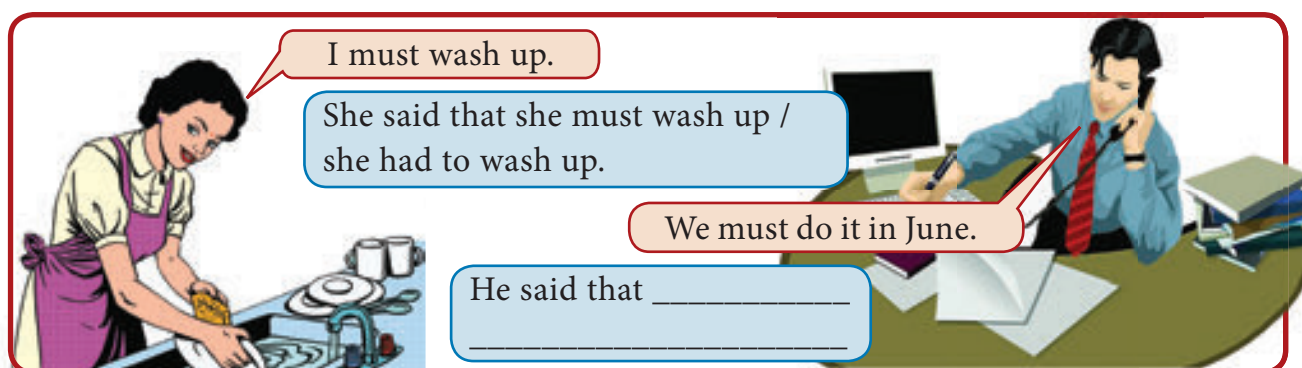 I must wash up.
She said that she must wash up /
she had to wash up.
We must do it in June.
He said that ___________
_____________________